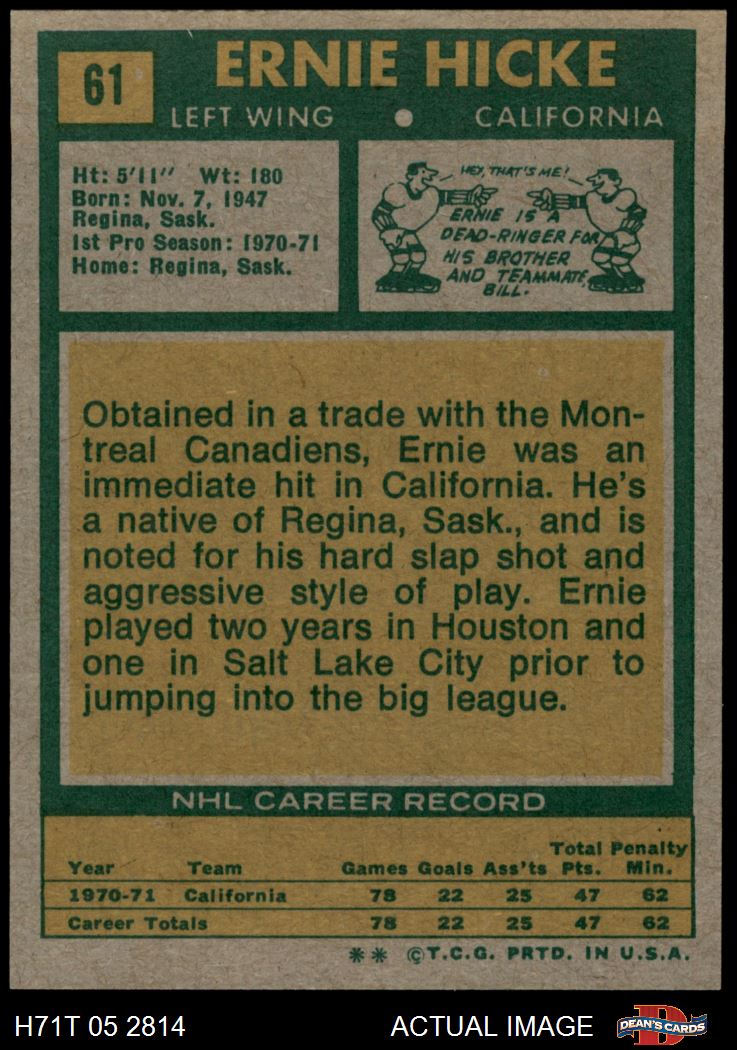 61
ERNIE HICKE
LEFT WING • CALIFORNIA
Ht: 5'11" Wt: 180
Born: Nov. 7, 1947
Regina, Sask.
1st Pro Season: 1970-71
Home: Regina, Sask.
HEY, THAT'S ME!
ERNIE IS A
DEAD-RINGER FOR
HIS BROTHER
AND TEAMMATE,
BILL.
Obtained in a trade with the Mon-
treal Canadiens, Ernie was an
immediate hit in California. He's
a native of Regina, Sask., and is
noted for his hard slap shot and
aggressive style of play. Ernie
played two years in Houston and
one in Salt Lake City prior to
jumping into the big league.
NHL CAREER RECORD
Total Penalty
Year Team Games Goals Ass'ts Pts. Min.
1970-71 California 78 22 25 47 62
Career Totals 78 22 25 47 62
** ©T.C.G. PRTD. IN U.S.A.
H71T 05 2814 ACTUAL IMAGE D DEAN'S CARDS